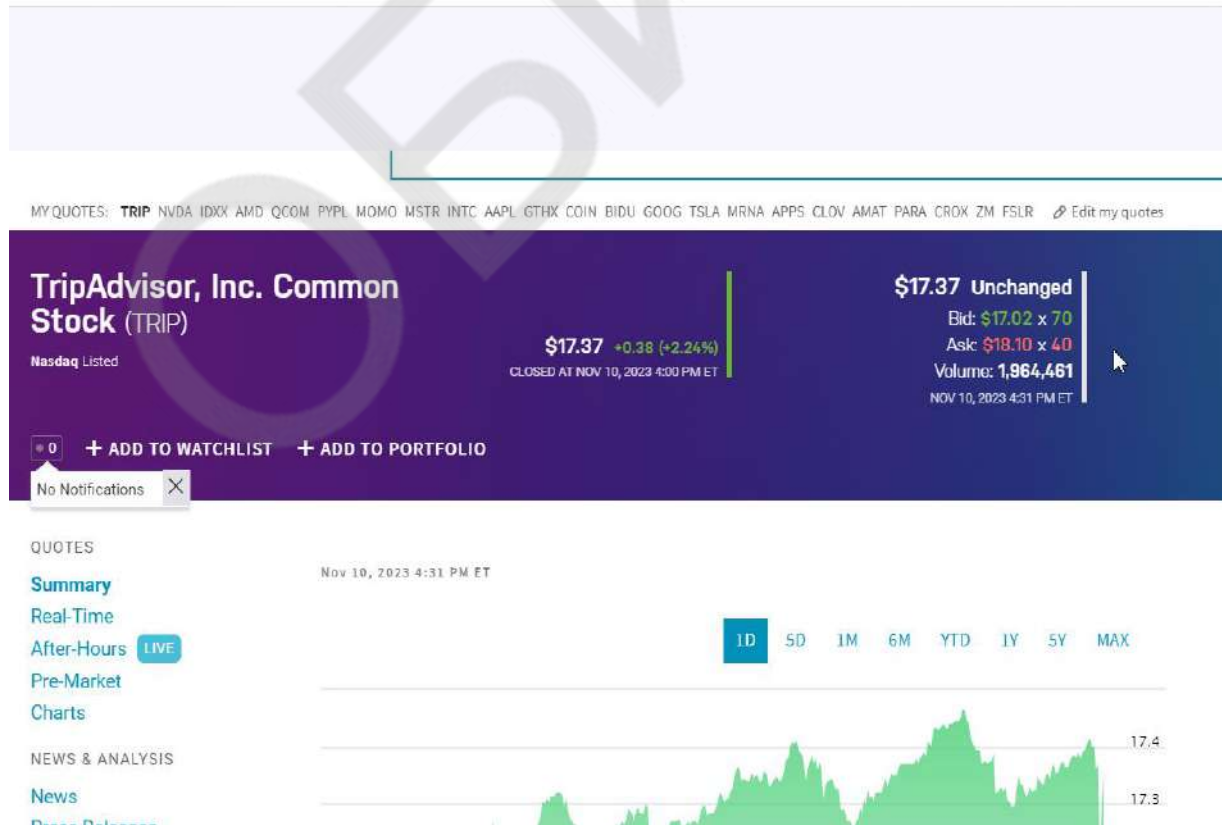 MY QUOTES: TRIP NVDA IDXX AMD QCOM PYPL MOMO MSTR INTC AAPL GTHX COIN BIDU GOOG TSLA MRNA APPS CLOV AMAT PARA CROX ZM FSLR Edit my quotes
TripAdvisor, Inc. Common
Stock (TRIP)
Nasdaq Listed
$17.37 +0.38 (+2.24%)
CLOSED AT NOV 10, 2023 4:00 PM ET
$17.37 Unchanged
Bid: $17.02 x 70
Ask: $18.10 x 40
Volume: 1,964,461
NOV 10, 2023 4:31 PM ET
0 + ADD TO WATCHLIST + ADD TO PORTFOLIO
No Notifications
QUOTES
Summary
Real-Time
After-Hours LIVE
Pre-Market
Charts
NEWS & ANALYSIS
News
Nov 10, 2023 4:31 PM ET
1D 5D 1M 6M YTD 1Y 5Y MAX
17.4
17.3